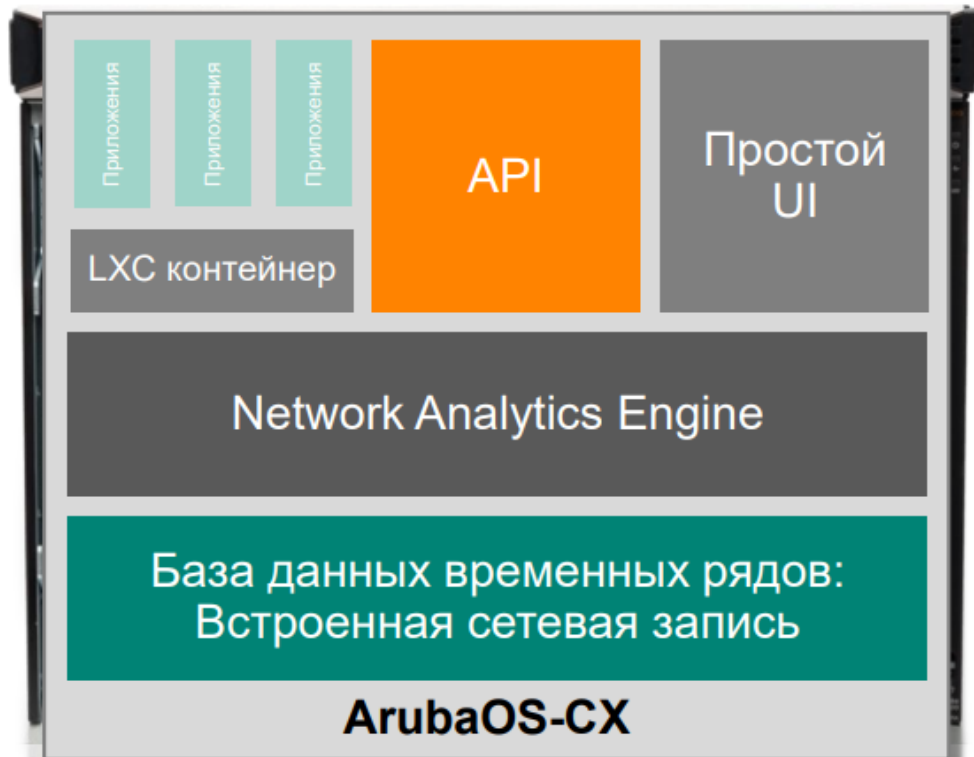 Приложения
Приложения
Приложения
API
Простой
UI
LXC контейнер
Network Analytics Engine
База данных временных рядов:
Встроенная сетевая запись
ArubaOS-CX